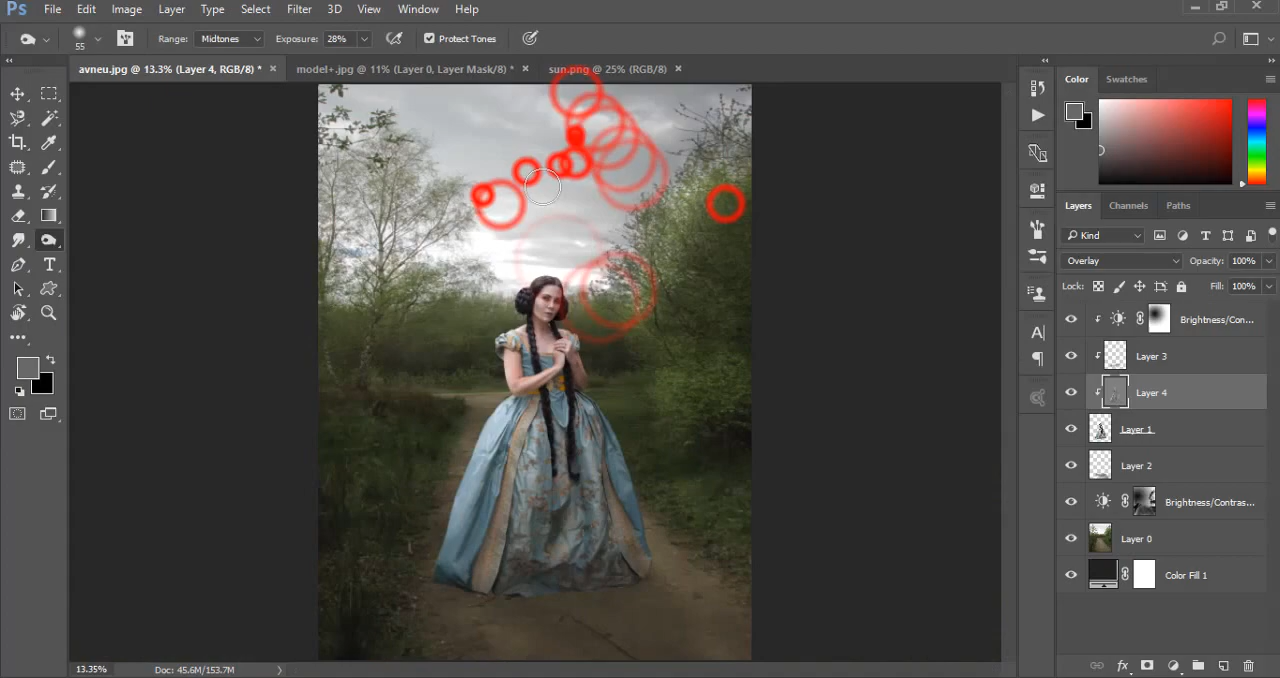 Ps File Edit Image Layer Type Select Filter 3D View Window Help
55 Range: Midtones Exposure: 28% Protect Tones
avneu.jpg @ 13.3% (Layer 4, RGB/8) * × model+.jpg @ 11% (Layer 0, Layer Mask/8) * × sun.png @ 25% (RGB/8) ×
Color Swatches
Layers Channels Paths
Kind
Overlay Opacity: 100%
Lock: Fill: 100%
Brightness/Con...
Layer 3
Layer 4
Layer 1
Layer 2
Brightness/Contras...
Layer 0
Color Fill 1
13.35% Doc: 45.6M/153.7M
fx